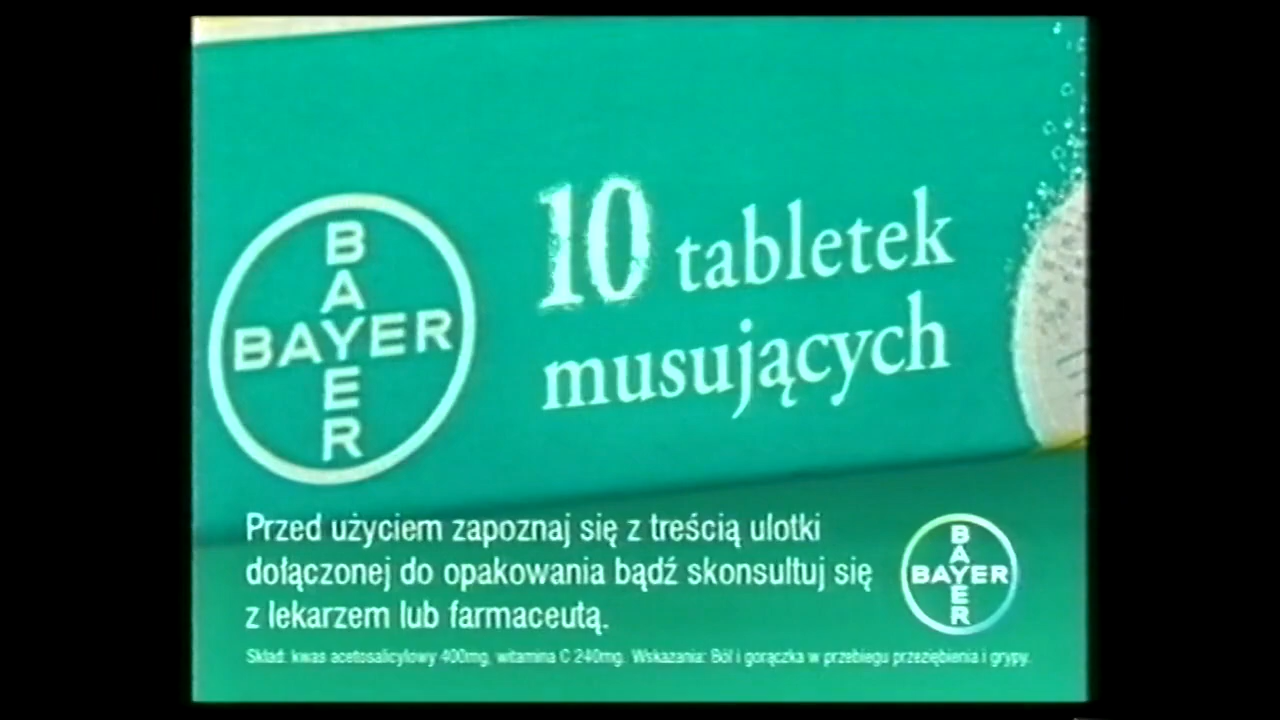 BAYER
BAYER
10 tabletek
musujących
Przed użyciem zapoznaj się z treścią ulotki
dołączonej do opakowania bądź skonsultuj się
z lekarzem lub farmaceutą.
BAYER
BAYER
Skład: kwas acetosalicylowy 400mg, witamina C 240mg. Wskazania: Ból i gorączka w przebiegu przeziębienia i grypy.